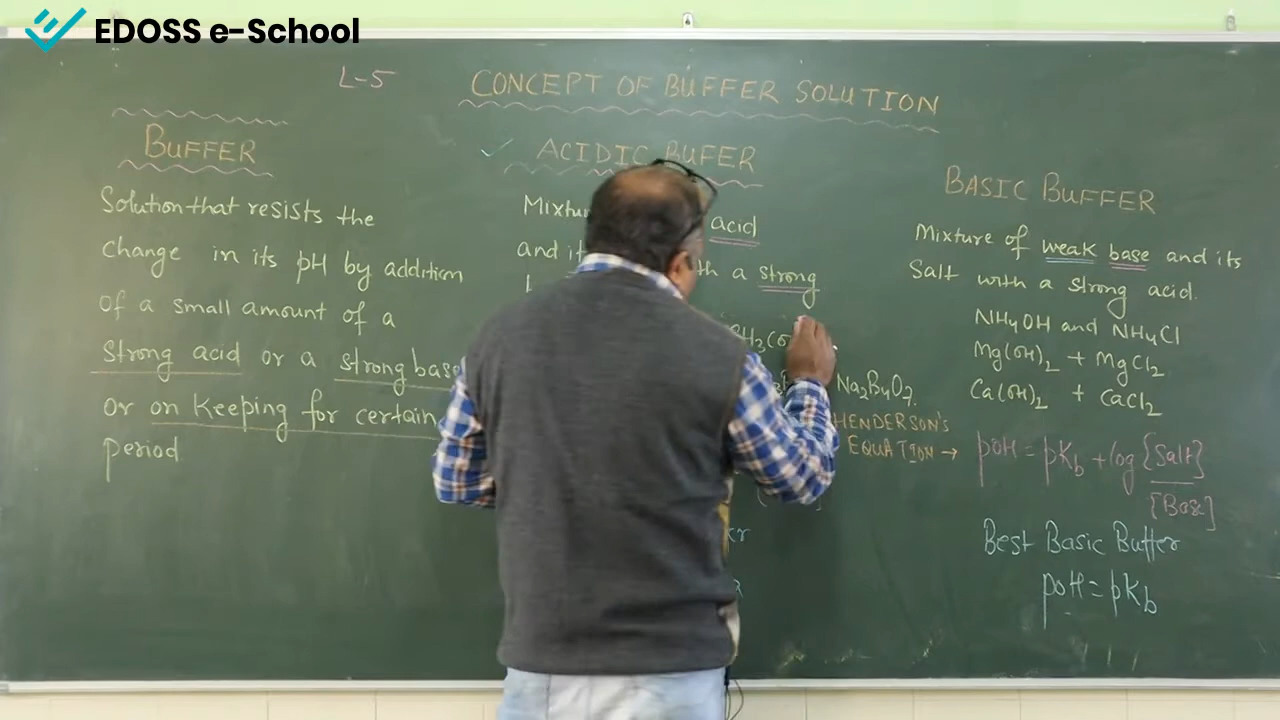 EDOSS e-School
L-5
CONCEPT OF BUFFER SOLUTION
BUFFER
Solution that resists the
change in its pH by addition
of a small amount of a
strong acid or a strong base
or on keeping for certain
period
ACIDIC BUFER
acid
and
with a strong
Na2B4O7
HENDERSON'S
EQUATION →
BASIC BUFFER
Mixture of weak base and its
Salt with a strong acid.
NH4OH and NH4Cl
Mg(OH)2 + MgCl2
Ca(OH)2 + CaCl2
pOH = pKb + log [Salt]
[Base]
Best Basic Buffer
pOH = pKb